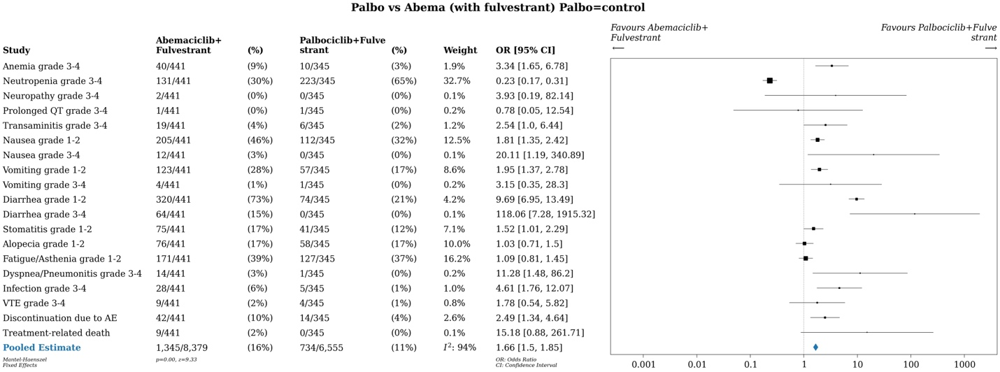 Palbo vs Abema (with fulvestrant) Palbo=control
Favours Abemaciclib+
Fulvestrant
Favours Palbociclib+Fulve
strant
Study Abemaciclib+ Fulvestrant (%) Palbociclib+Fulve strant (%) Weight OR [95% CI]
Anemia grade 3-4 40/441 (9%) 10/345 (3%) 1.9% 3.34 [1.65, 6.78]
Neutropenia grade 3-4 131/441 (30%) 223/345 (65%) 32.7% 0.23 [0.17, 0.31]
Neuropathy grade 3-4 2/441 (0%) 0/345 (0%) 0.1% 3.93 [0.19, 82.14]
Prolonged QT grade 3-4 1/441 (0%) 1/345 (0%) 0.2% 0.78 [0.05, 12.54]
Transaminitis grade 3-4 19/441 (4%) 6/345 (2%) 1.2% 2.54 [1.0, 6.44]
Nausea grade 1-2 205/441 (46%) 112/345 (32%) 12.5% 1.81 [1.35, 2.42]
Nausea grade 3-4 12/441 (3%) 0/345 (0%) 0.1% 20.11 [1.19, 340.89]
Vomiting grade 1-2 123/441 (28%) 57/345 (17%) 8.6% 1.95 [1.37, 2.78]
Vomiting grade 3-4 4/441 (1%) 1/345 (0%) 0.2% 3.15 [0.35, 28.3]
Diarrhea grade 1-2 320/441 (73%) 74/345 (21%) 4.2% 9.69 [6.95, 13.49]
Diarrhea grade 3-4 64/441 (15%) 0/345 (0%) 0.1% 118.06 [7.28, 1915.32]
Stomatitis grade 1-2 75/441 (17%) 41/345 (12%) 7.1% 1.52 [1.01, 2.29]
Alopecia grade 1-2 76/441 (17%) 58/345 (17%) 10.0% 1.03 [0.71, 1.5]
Fatigue/Asthenia grade 1-2 171/441 (39%) 127/345 (37%) 16.2% 1.09 [0.81, 1.45]
Dyspnea/Pneumonitis grade 3-4 14/441 (3%) 1/345 (0%) 0.2% 11.28 [1.48, 86.2]
Infection grade 3-4 28/441 (6%) 5/345 (1%) 1.0% 4.61 [1.76, 12.07]
VTE grade 3-4 9/441 (2%) 4/345 (1%) 0.8% 1.78 [0.54, 5.82]
Discontinuation due to AE 42/441 (10%) 14/345 (4%) 2.6% 2.49 [1.34, 4.64]
Treatment-related death 9/441 (2%) 0/345 (0%) 0.1% 15.18 [0.88, 261.71]
Pooled Estimate 1,345/8,379 (16%) 734/6,555 (11%) I²: 94% 1.66 [1.5, 1.85]
Mantel-Haenszel p=0.00, z=9.33 OR: Odds Ratio
Fixed Effects CI: Confidence Interval
0.001 0.01 0.1 1 10 100 1000